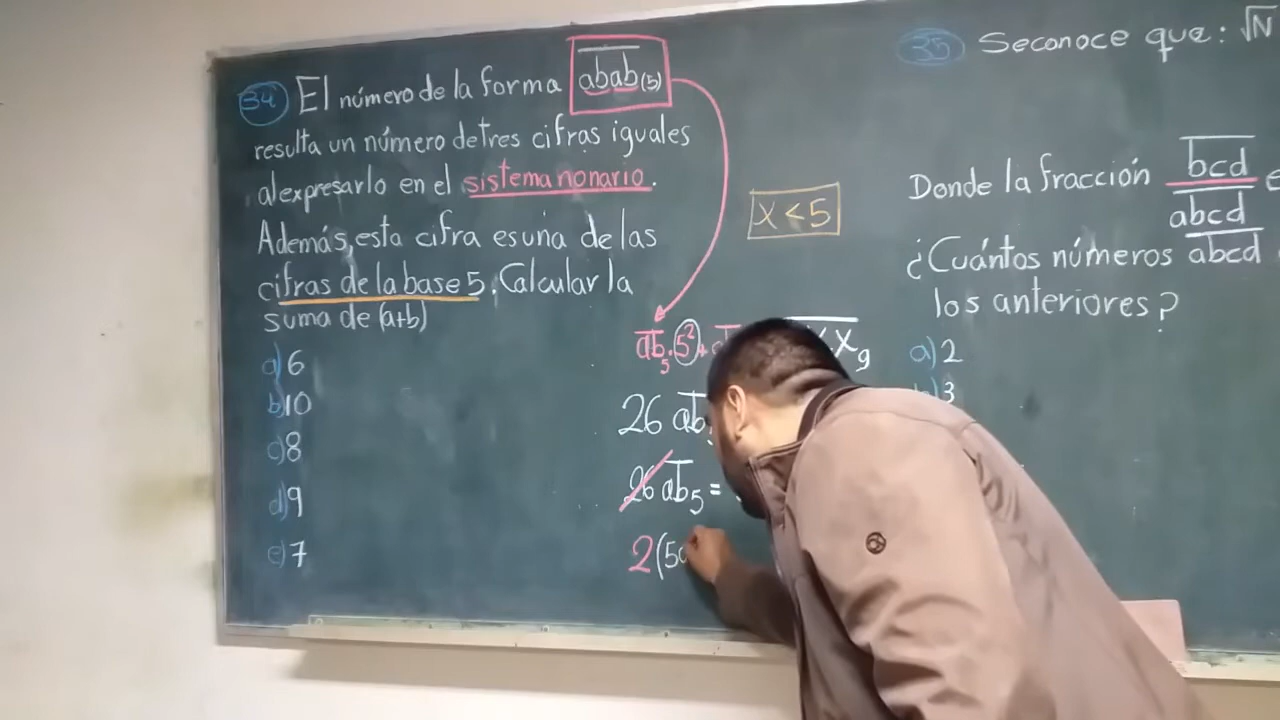 34 El número de la forma abab(5)
resulta un número de tres cifras iguales
al expresarlo en el sistema nonario.
Además, esta cifra es una de las
cifras de la base 5. Calcular la
suma de (a+b)
a) 6
b) 10
c) 8
d) 9
e) 7
x < 5
ab5 · 5² +
x9
26 ab
26 ab5 =
2(5
35 Se conoce que: √N
Donde la fracción bcd
abcd
¿Cuántos números abcd
los anteriores?
a) 2
3